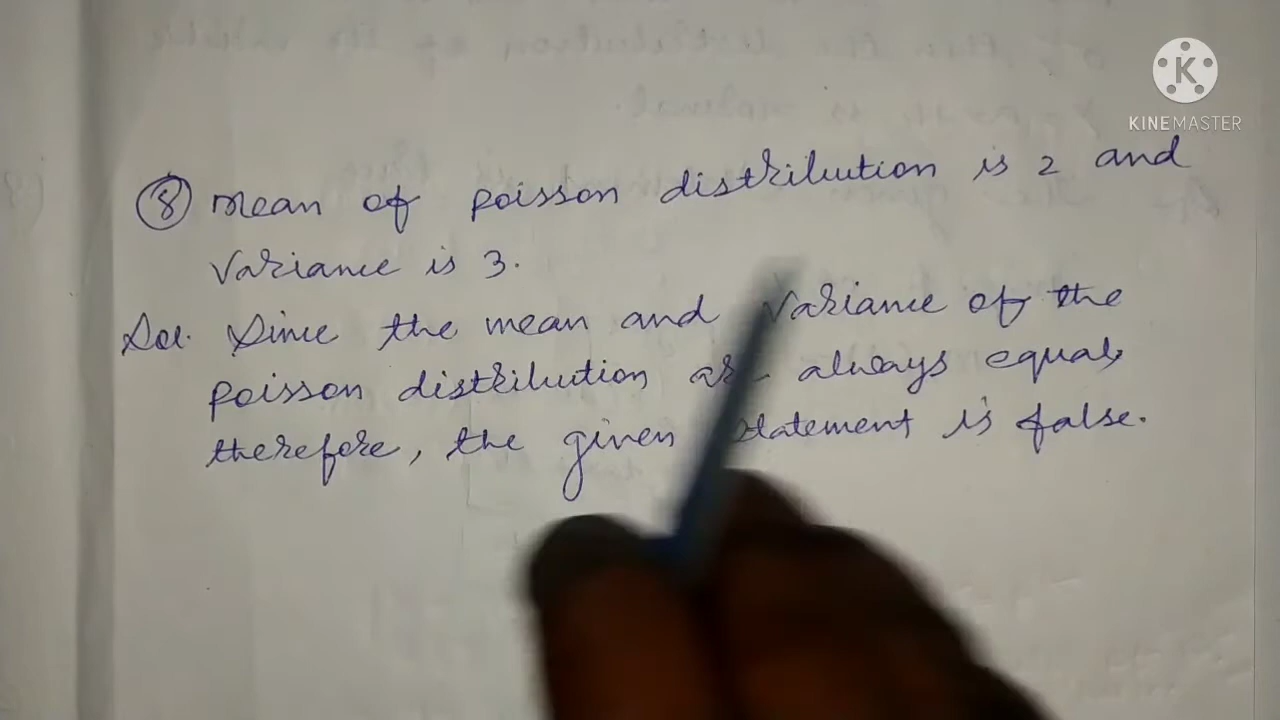 KINEMASTER
⑧ Mean of poisson distribution is 2 and
Variance is 3.
Sol. Since the mean and Variance of the
poisson distribution are always equal,
therefore, the given statement is false.